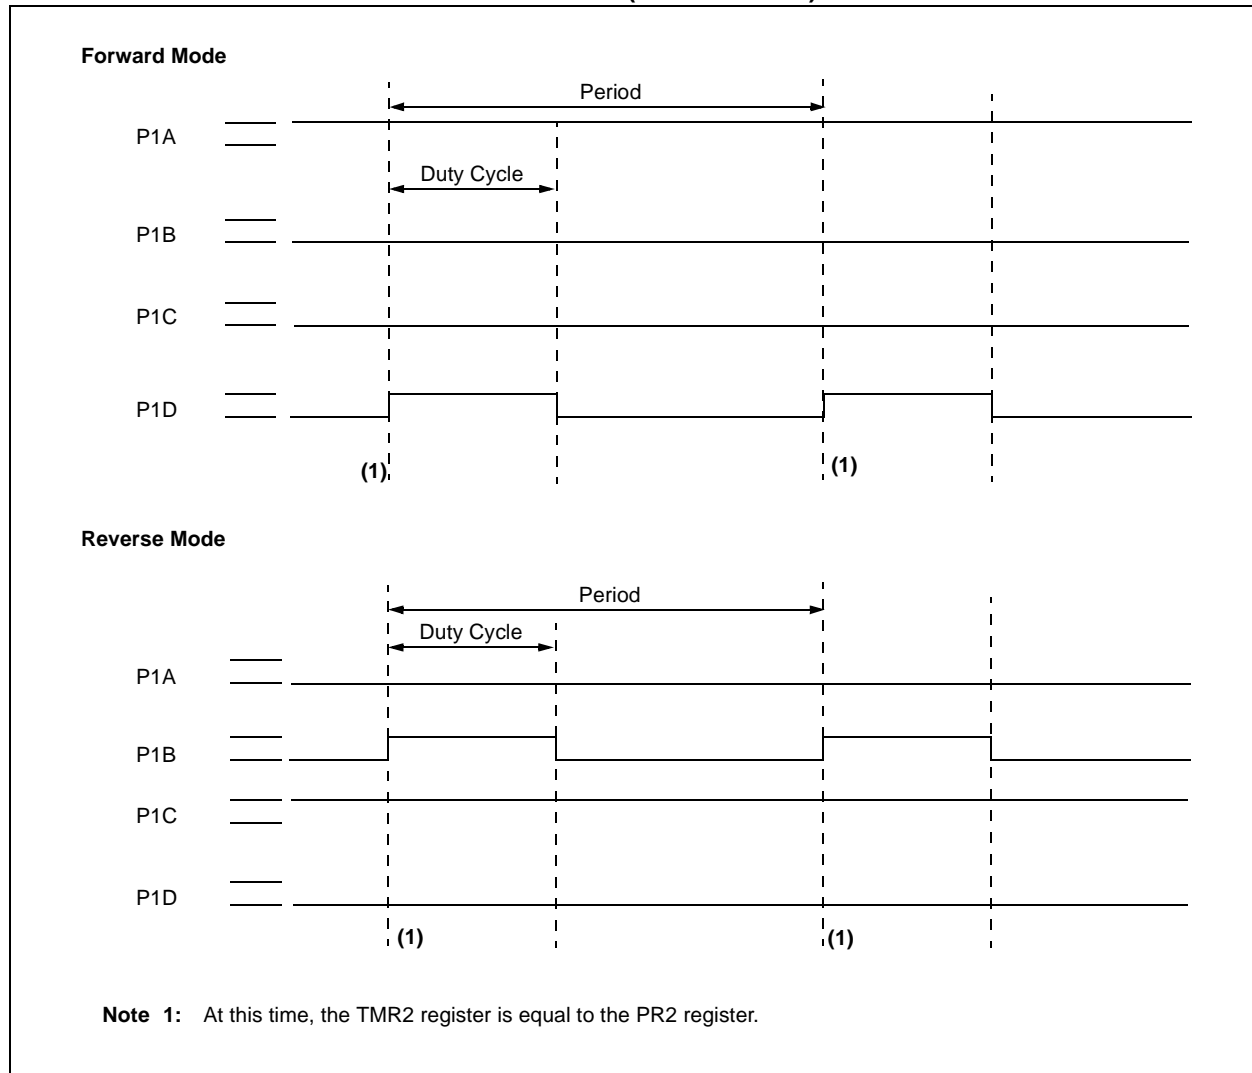 Forward Mode
Period
P1A
Duty Cycle
P1B
P1C
P1D
(1)
(1)
Reverse Mode
Period
Duty Cycle
P1A
P1B
P1C
P1D
(1)
(1)
Note 1: At this time, the TMR2 register is equal to the PR2 register.